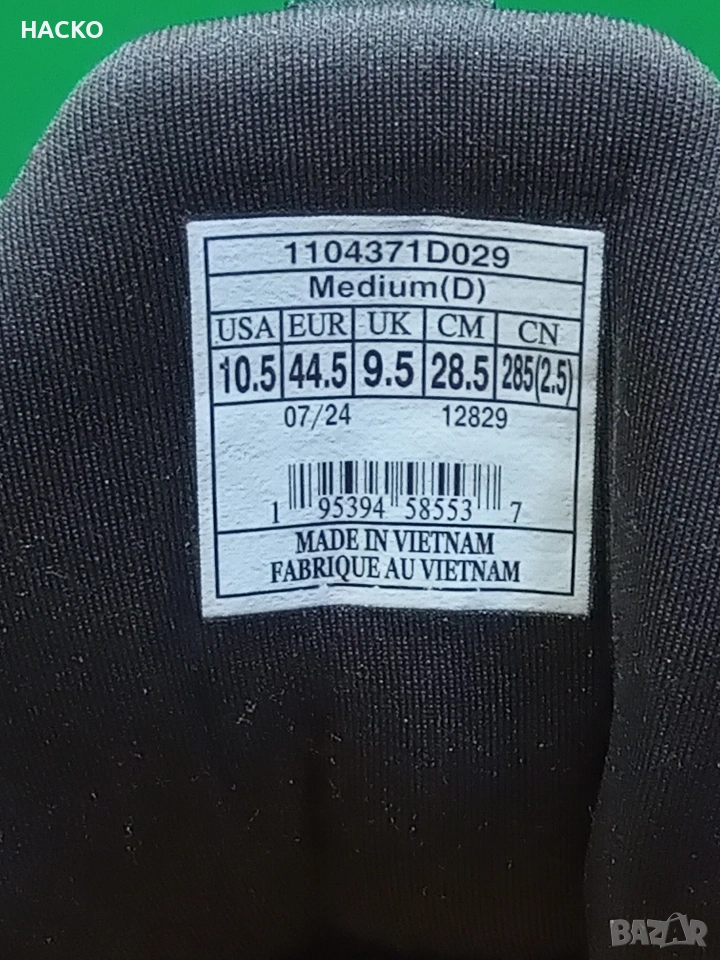 HACKO
1104371D029
Medium(D)
USA EUR UK CM CN
10.5 44.5 9.5 28.5 285(2.5)
07/24 12829
1 95394 58553 7
MADE IN VIETNAM
FABRIQUE AU VIETNAM
BAZAR